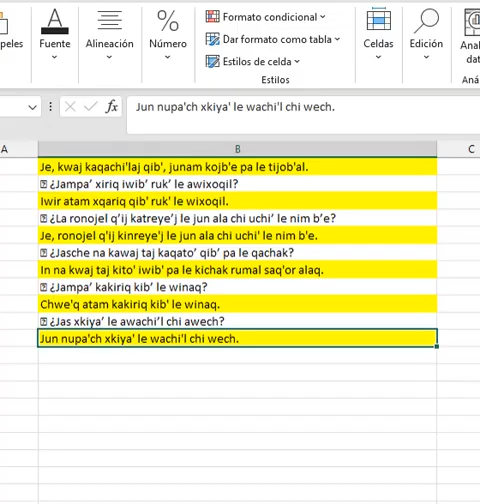 Formato condicional
Dar formato como tabla
Estilos de celda
peles
Fuente
Alineación
Número
Celdas
Edición
Estilos
fx
Jun nupa'ch xkiya' le wachi'l chi wech.
A
B
C
Je, kwaj kaqachi'laj qib', junam kojb'e pa le tijob'al.
¿Jampa’ xiriq iwib’ ruk’ le awixoqil?
Iwir atam xqariq qib' ruk' le wixoqil.
¿La ronojel q’ij katreye’j le jun ala chi uchi’ le nim b’e?
Je, ronojel q'ij kinreye'j le jun ala chi uchi' le nim b'e.
¿Jasche na kawaj taj kaqato’ qib’ pa le qachak?
In na kwaj taj kito' iwib' pa le kichak rumal saq'or alaq.
¿Jampa’ kakiriq kib’ le winaq?
Chwe'q atam kakiriq kib' le winaq.
¿Jas xkiya’ le awachi’l chi awech?
Jun nupa'ch xkiya' le wachi'l chi wech.